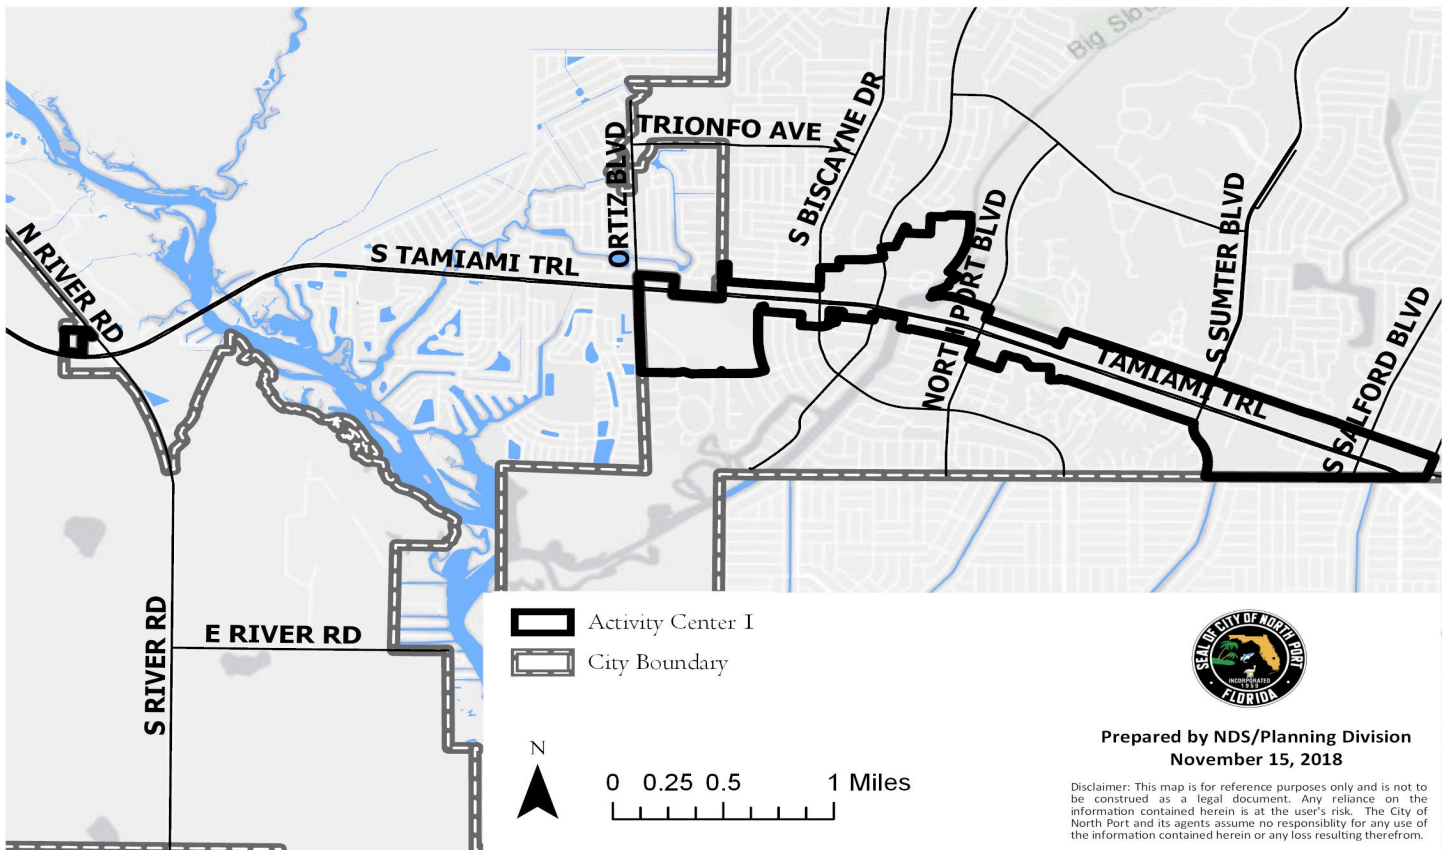 Big Slou
TRIONFO AVE
ORTIZ BLVD
S BISCAYNE DR
NORTH PORT BLVD
S SUMTER BLVD
S SALFORD BLVD
N RIVER RD
S TAMIAMI TRL
TAMIAMI TRL
S RIVER RD
E RIVER RD
Activity Center 1
City Boundary
N
0 0.25 0.5 1 Miles
SEAL OF CITY OF NORTH PORT
INCORPORATED
1959
FLORIDA
Prepared by NDS/Planning Division
November 15, 2018
Disclaimer: This map is for reference purposes only and is not to
be construed as a legal document. Any reliance on the
information contained herein is at the user's risk. The City of
North Port and its agents assume no responsiblity for any use of
the information contained herein or any loss resulting therefrom.